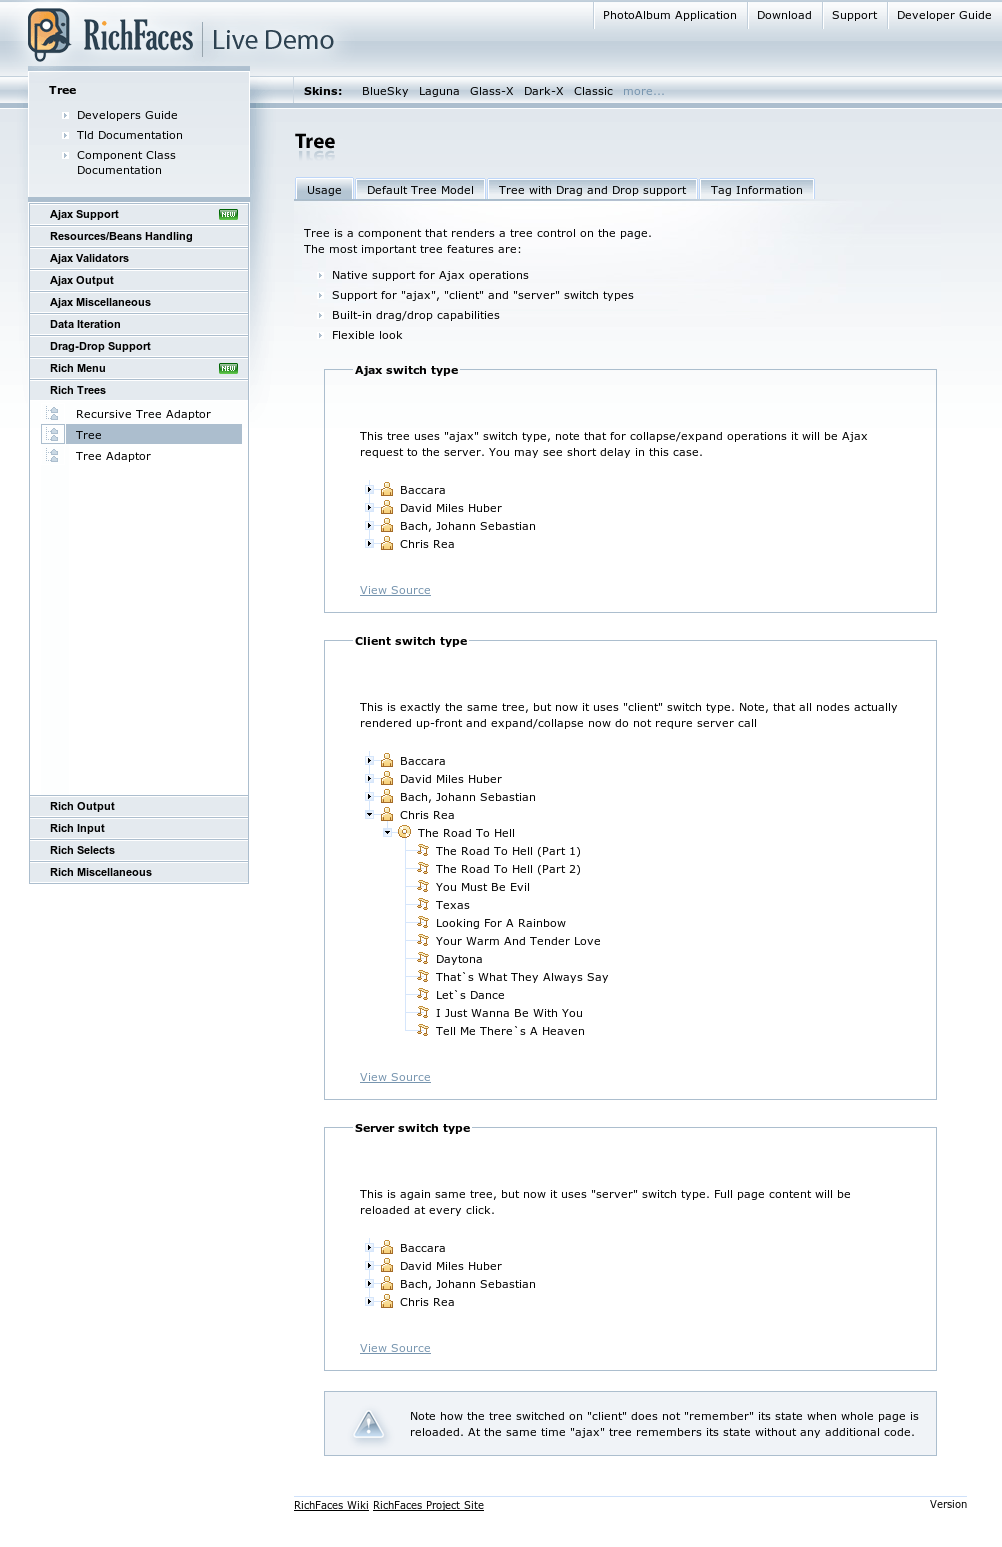 PhotoAlbum Application
Download
Support
Developer Guide
RichFaces Live Demo
Skins: BlueSky Laguna Glass-X Dark-X Classic more...
Tree
Developers Guide
Tld Documentation
Component Class
Documentation
Ajax Support NEW
Resources/Beans Handling
Ajax Validators
Ajax Output
Ajax Miscellaneous
Data Iteration
Drag-Drop Support
Rich Menu NEW
Rich Trees
Recursive Tree Adaptor
Tree
Tree Adaptor
Rich Output
Rich Input
Rich Selects
Rich Miscellaneous
Tree
Usage
Default Tree Model
Tree with Drag and Drop support
Tag Information
Tree is a component that renders a tree control on the page.
The most important tree features are:
Native support for Ajax operations
Support for "ajax", "client" and "server" switch types
Built-in drag/drop capabilities
Flexible look
Ajax switch type
This tree uses "ajax" switch type, note that for collapse/expand operations it will be Ajax
request to the server. You may see short delay in this case.
Baccara
David Miles Huber
Bach, Johann Sebastian
Chris Rea
View Source
Client switch type
This is exactly the same tree, but now it uses "client" switch type. Note, that all nodes actually
rendered up-front and expand/collapse now do not requre server call
Baccara
David Miles Huber
Bach, Johann Sebastian
Chris Rea
The Road To Hell
The Road To Hell (Part 1)
The Road To Hell (Part 2)
You Must Be Evil
Texas
Looking For A Rainbow
Your Warm And Tender Love
Daytona
That`s What They Always Say
Let`s Dance
I Just Wanna Be With You
Tell Me There`s A Heaven
View Source
Server switch type
This is again same tree, but now it uses "server" switch type. Full page content will be
reloaded at every click.
Baccara
David Miles Huber
Bach, Johann Sebastian
Chris Rea
View Source
Note how the tree switched on "client" does not "remember" its state when whole page is
reloaded. At the same time "ajax" tree remembers its state without any additional code.
RichFaces Wiki RichFaces Project Site
Version